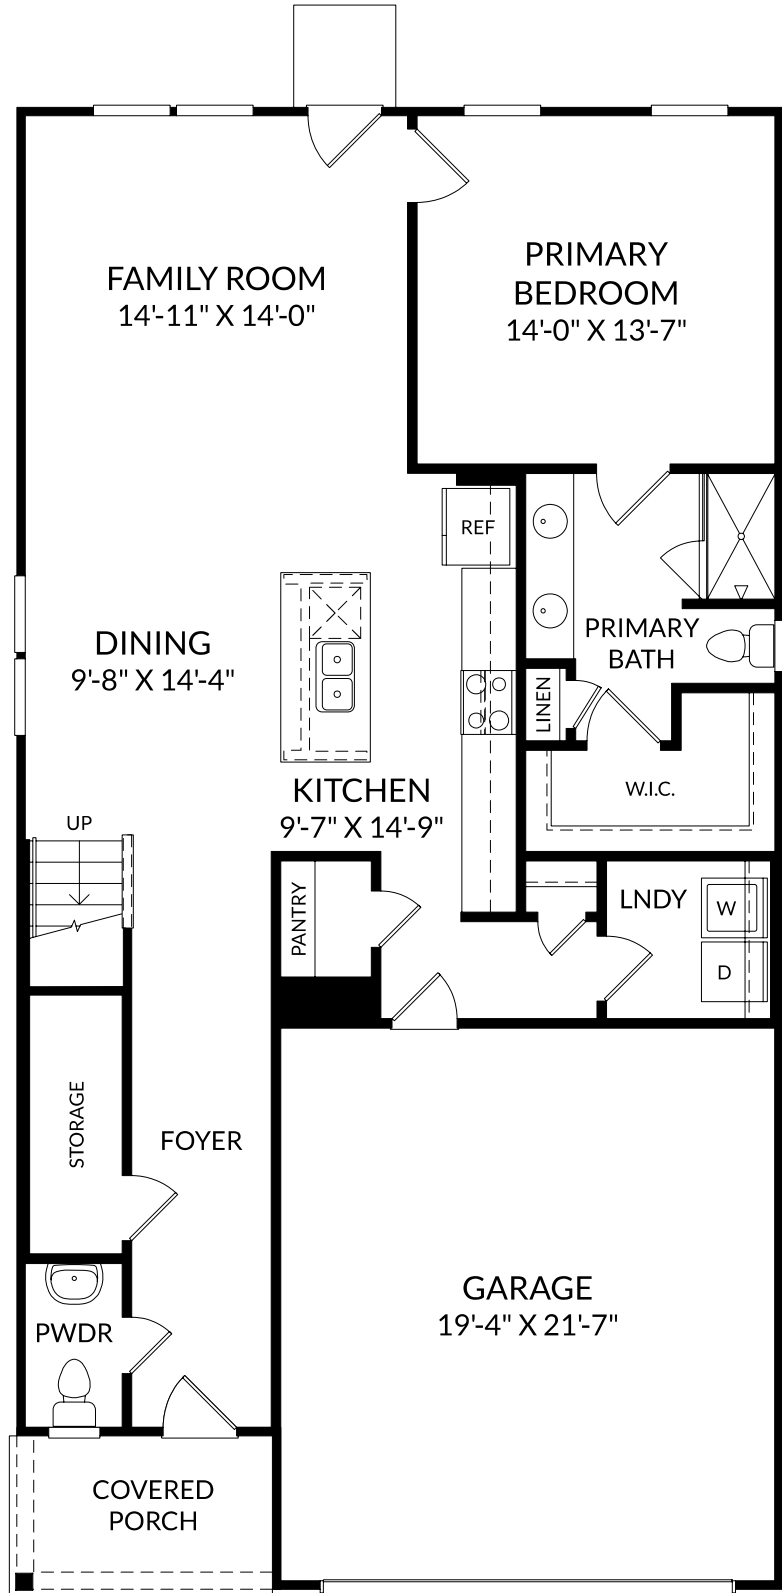 FAMILY ROOM
14'-11" X 14'-0"
PRIMARY
BEDROOM
14'-0" X 13'-7"
REF
DINING
9'-8" X 14'-4"
PRIMARY
BATH
LINEN
KITCHEN
9'-7" X 14'-9"
W.I.C.
UP
PANTRY
LNDY
W
D
STORAGE
FOYER
GARAGE
19'-4" X 21'-7"
PWDR
COVERED
PORCH